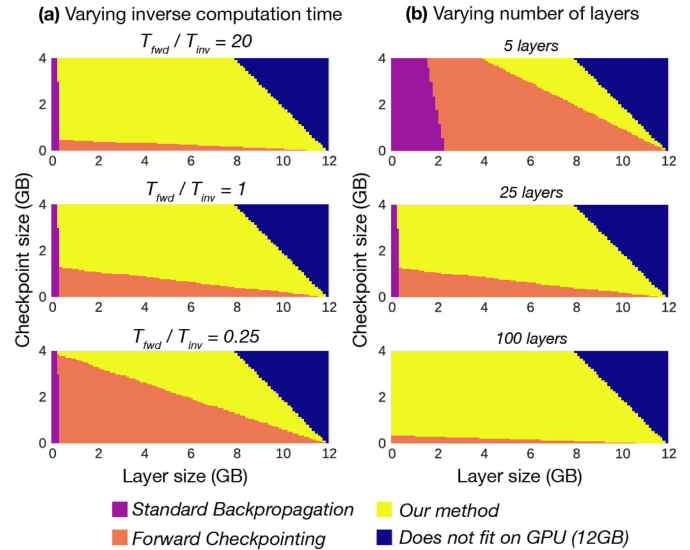 (a) Varying inverse computation time
T_fwd / T_inv = 20
4
2
0
0 2 4 6 8 10 12
T_fwd / T_inv = 1
4
2
0
0 2 4 6 8 10 12
T_fwd / T_inv = 0.25
4
2
0
0 2 4 6 8 10 12
Checkpoint size (GB)
Layer size (GB)
(b) Varying number of layers
5 layers
4
2
0
0 2 4 6 8 10 12
25 layers
4
2
0
0 2 4 6 8 10 12
100 layers
4
2
0
0 2 4 6 8 10 12
Checkpoint size (GB)
Layer size (GB)
Standard Backpropagation
Our method
Forward Checkpointing
Does not fit on GPU (12GB)